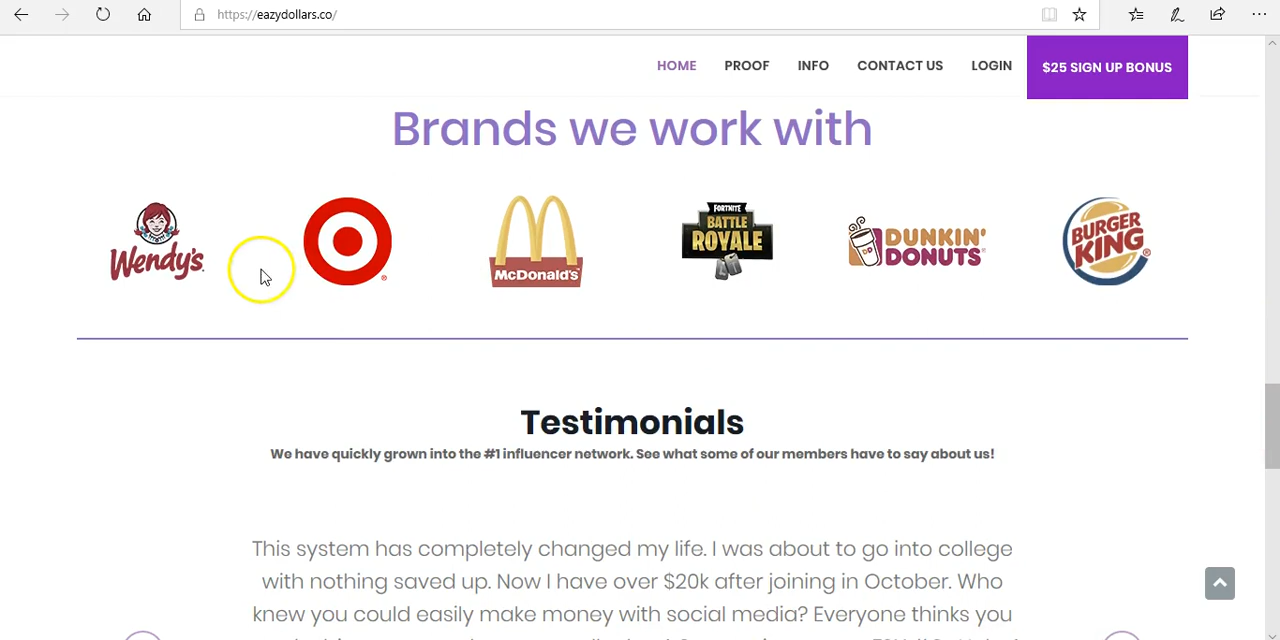 https://eazydollars.co/
HOME PROOF INFO CONTACT US LOGIN $25 SIGN UP BONUS
Brands we work with
Wendy's
McDonald's
FORTNITE
BATTLE
ROYALE
DUNKIN'
DONUTS
BURGER
KING
Testimonials
We have quickly grown into the #1 influencer network. See what some of our members have to say about us!
This system has completely changed my life. I was about to go into college
with nothing saved up. Now I have over $20k after joining in October. Who
knew you could easily make money with social media? Everyone thinks you